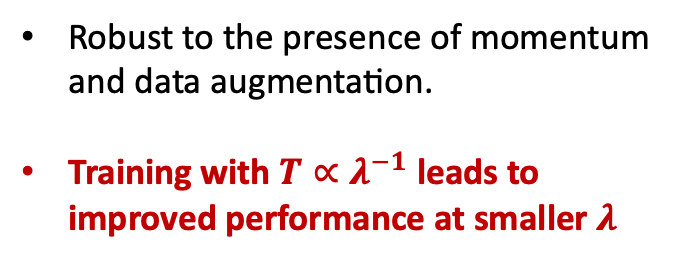 • Robust to the presence of momentum
and data augmentation.
• Training with T ∝ λ⁻¹ leads to
improved performance at smaller λ